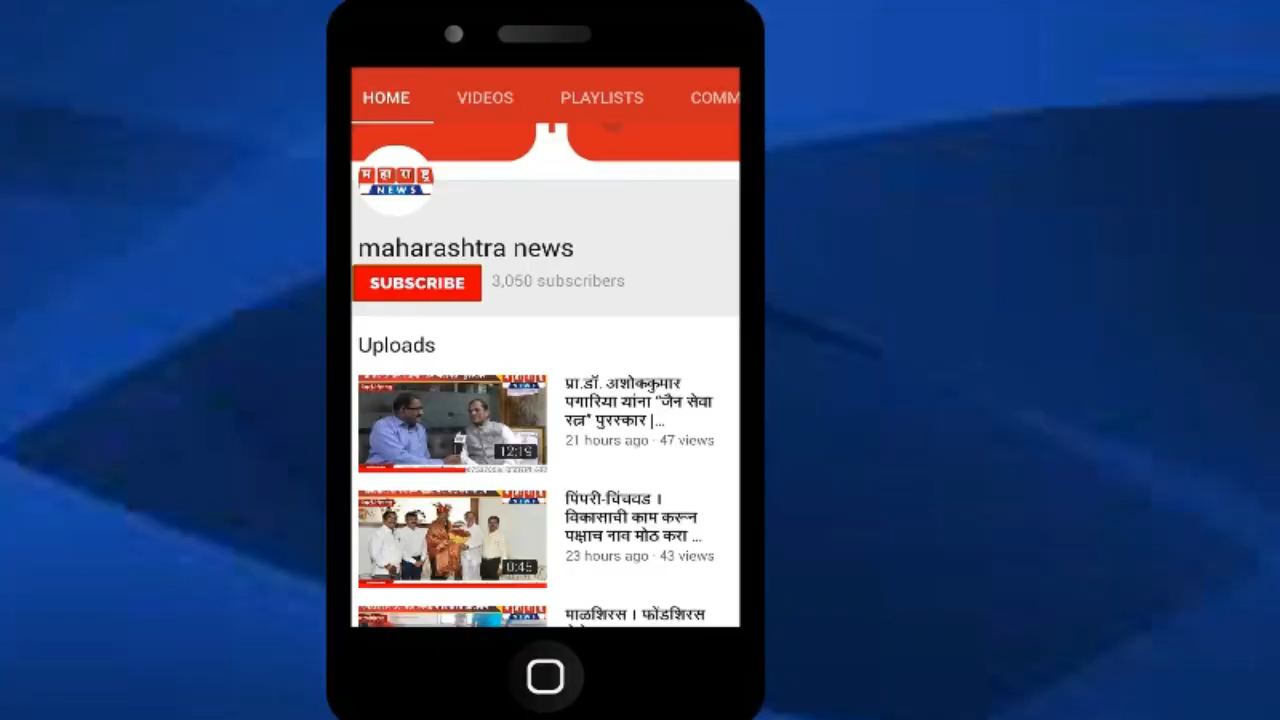 HOME VIDEOS PLAYLISTS COMM
म हा रा ष्ट्र
NEWS
maharashtra news
SUBSCRIBE 3,050 subscribers
Uploads
प्रा.डॉ. अशोककुमार
पगारिया यांना "जैन सेवा
रत्न" पुररकार |...
21 hours ago · 47 views
12:19
पिंपरी-चिंचवड ।
विकासाची काम करून
पक्षाच नाव मोठ करा ...
23 hours ago · 43 views
0:45
माळशिरस । फोंडशिरस